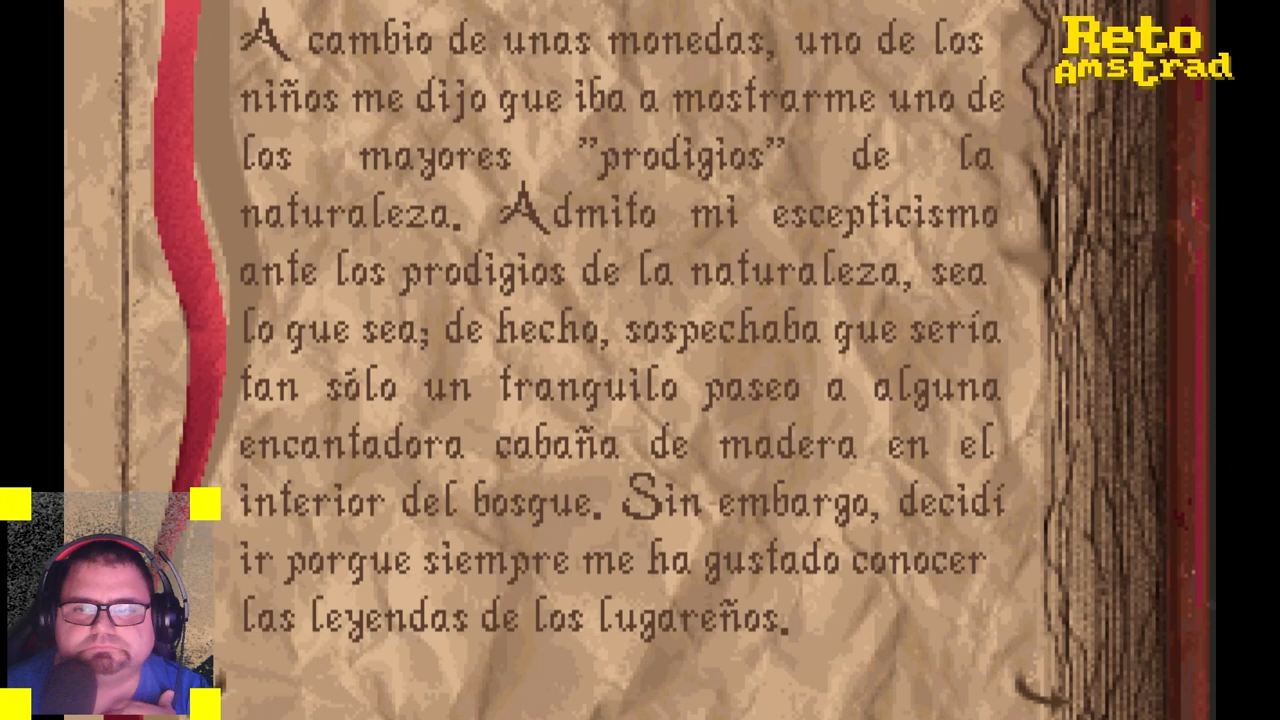 Reto
Amstrad
A cambio de unas monedas, uno de los
niños me dijo que iba a mostrarme uno de
los mayores "prodigios" de la
naturaleza. Admito mi escepticismo
ante los prodigios de la naturaleza, sea
lo que sea; de hecho, sospechaba que sería
tan sólo un tranquilo paseo a alguna
encantadora cabaña de madera en el
interior del bosque. Sin embargo, decidí
ir porque siempre me ha gustado conocer
las leyendas de los lugareños.